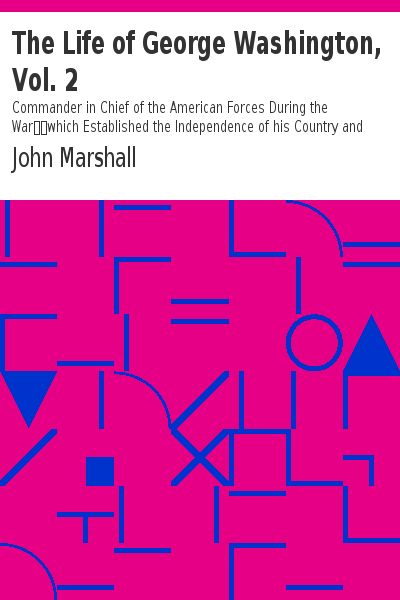 The Life of George Washington,
Vol. 2
Commander in Chief of the American Forces During the
War▯▯which Established the Independence of his Country and
John Marshall